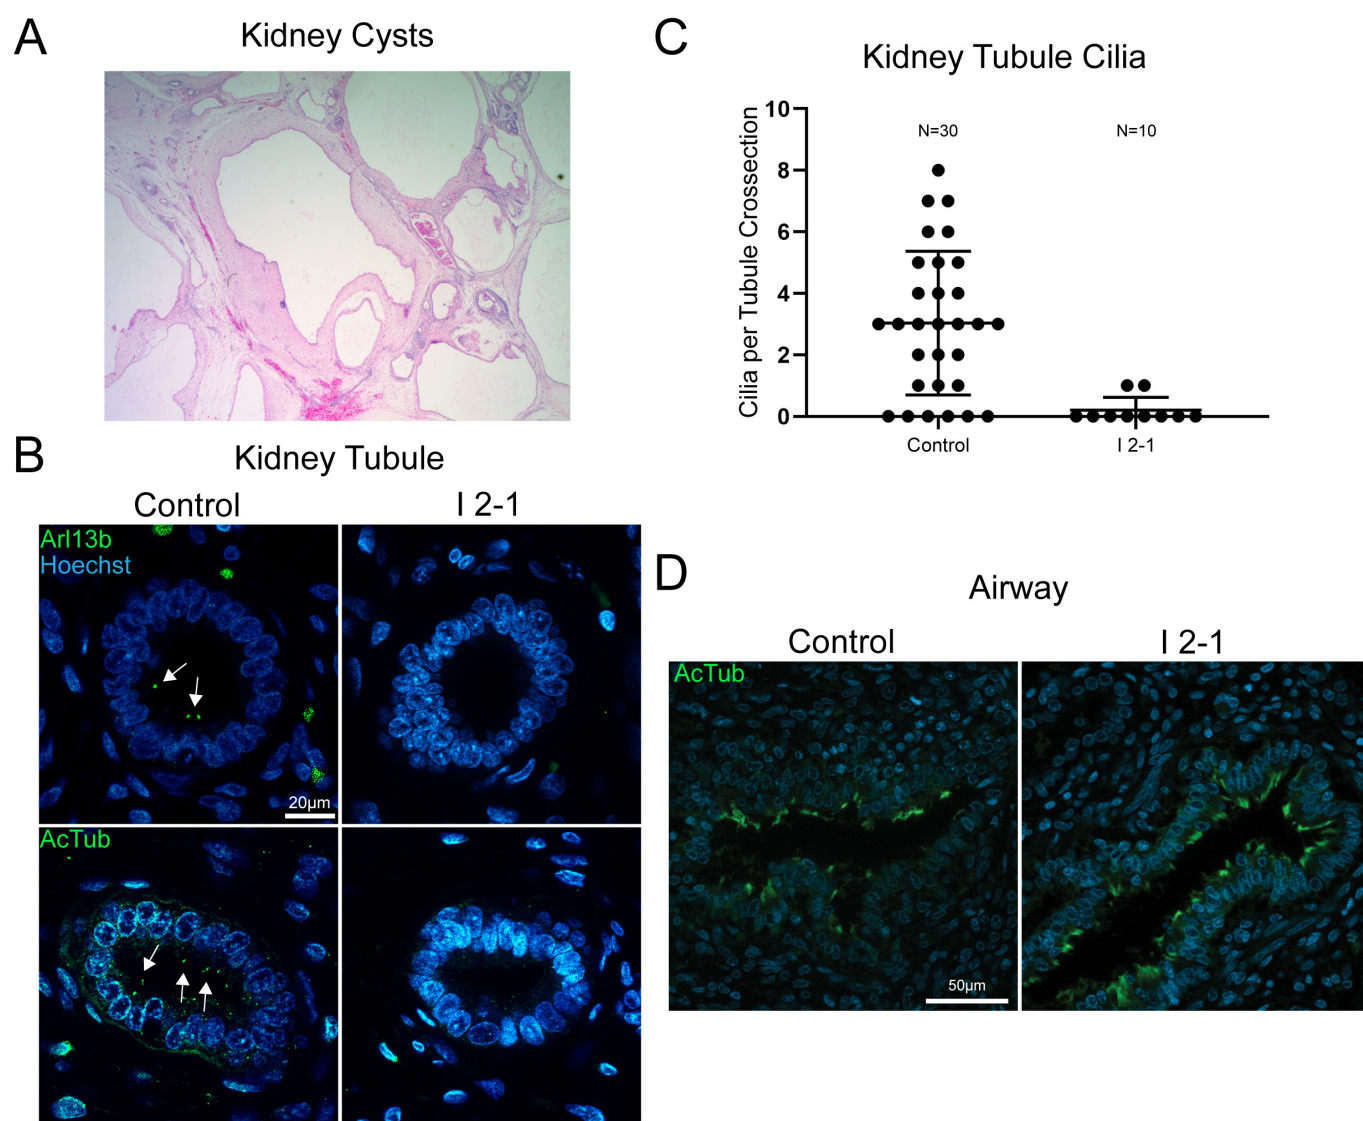 A
Kidney Cysts
B
Kidney Tubule
Control
I 2-1
Arl13b
Hoechst
20µm
AcTub
C
Kidney Tubule Cilia
Cilia per Tubule Crossection
10
8
6
4
2
0
N=30
N=10
Control
I 2-1
D
Airway
Control
I 2-1
AcTub
50µm